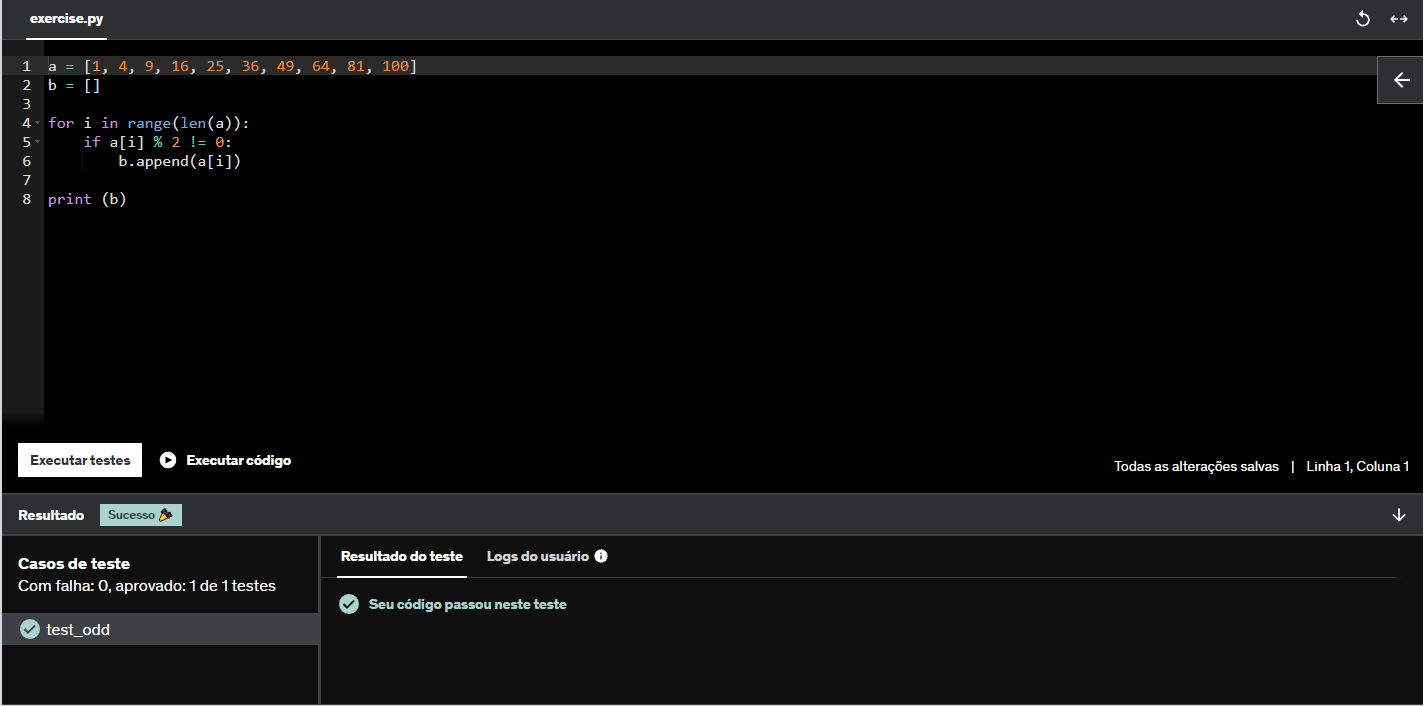 exercise.py
1 a = [1, 4, 9, 16, 25, 36, 49, 64, 81, 100]
2 b = []
3
4 for i in range(len(a)):
5     if a[i] % 2 != 0:
6         b.append(a[i])
7
8 print (b)
Executar testes Executar código
Todas as alterações salvas | Linha 1, Coluna 1
Resultado Sucesso
Casos de teste
Com falha: 0, aprovado: 1 de 1 testes
test_odd
Resultado do teste Logs do usuário
Seu código passou neste teste